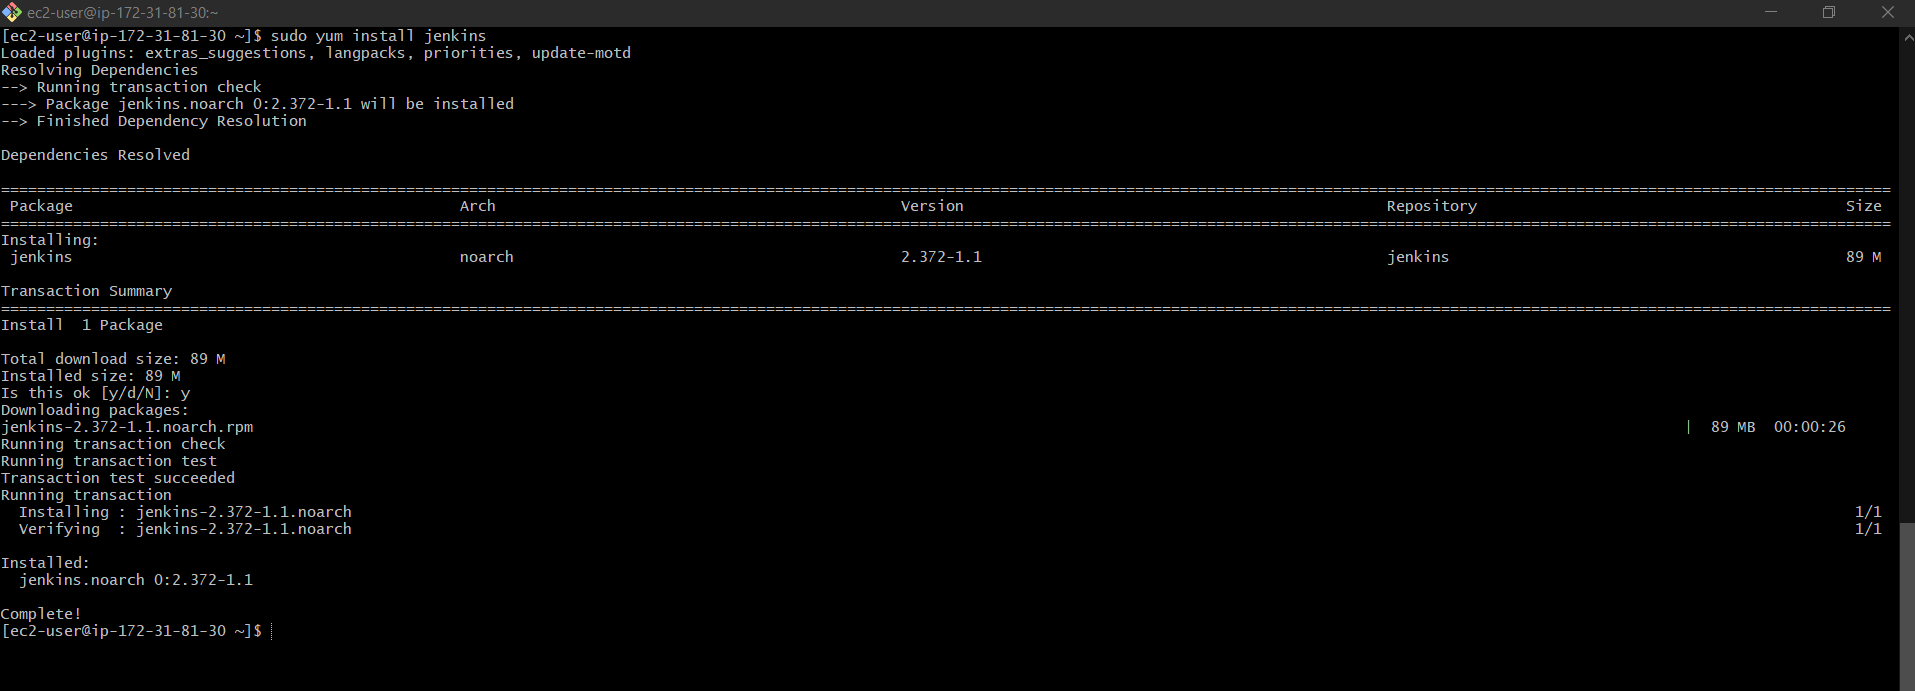 ec2-user@ip-172-31-81-30:~
[ec2-user@ip-172-31-81-30 ~]$ sudo yum install jenkins
Loaded plugins: extras_suggestions, langpacks, priorities, update-motd
Resolving Dependencies
--> Running transaction check
---> Package jenkins.noarch 0:2.372-1.1 will be installed
--> Finished Dependency Resolution
Dependencies Resolved
================================================================================
Package Arch Version Repository Size
================================================================================
Installing:
jenkins noarch 2.372-1.1 jenkins 89 M
Transaction Summary
================================================================================
Install  1 Package
Total download size: 89 M
Installed size: 89 M
Is this ok [y/d/N]: y
Downloading packages:
jenkins-2.372-1.1.noarch.rpm | 89 MB 00:00:26
Running transaction check
Running transaction test
Transaction test succeeded
Running transaction
Installing : jenkins-2.372-1.1.noarch 1/1
Verifying  : jenkins-2.372-1.1.noarch 1/1
Installed:
jenkins.noarch 0:2.372-1.1
Complete!
[ec2-user@ip-172-31-81-30 ~]$